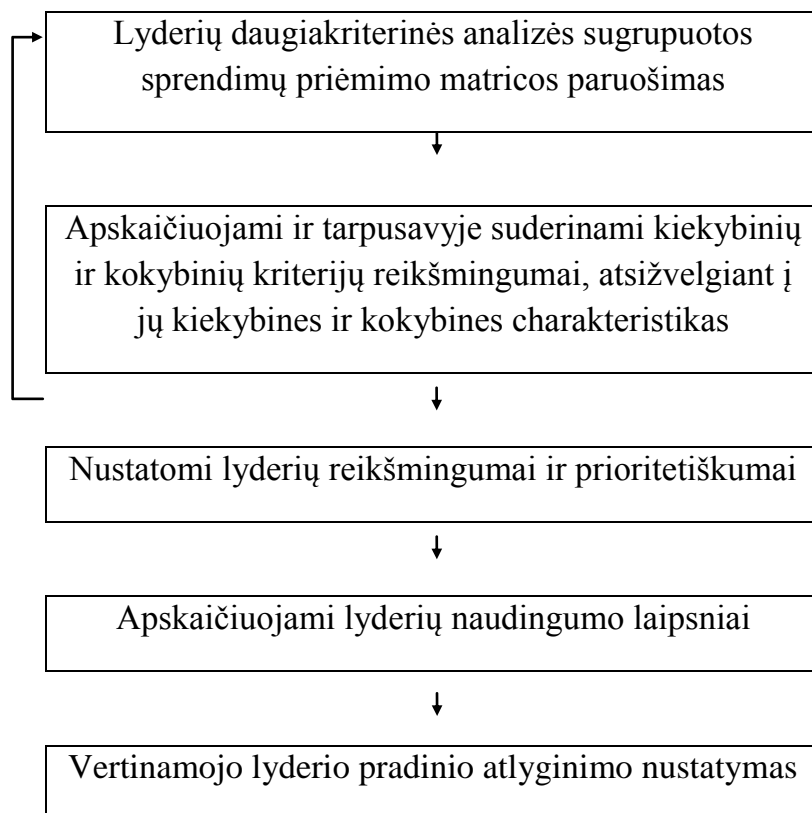 Lyderių daugiakriterinės analizės sugrupuotos
sprendimų priėmimo matricos paruošimas
Apskaičiuojami ir tarpusavyje suderinami kiekybinių
ir kokybinių kriterijų reikšmingumai, atsižvelgiant į
jų kiekybines ir kokybines charakteristikas
Nustatomi lyderių reikšmingumai ir prioritetiškumai
Apskaičiuojami lyderių naudingumo laipsniai
Vertinamojo lyderio pradinio atlyginimo nustatymas